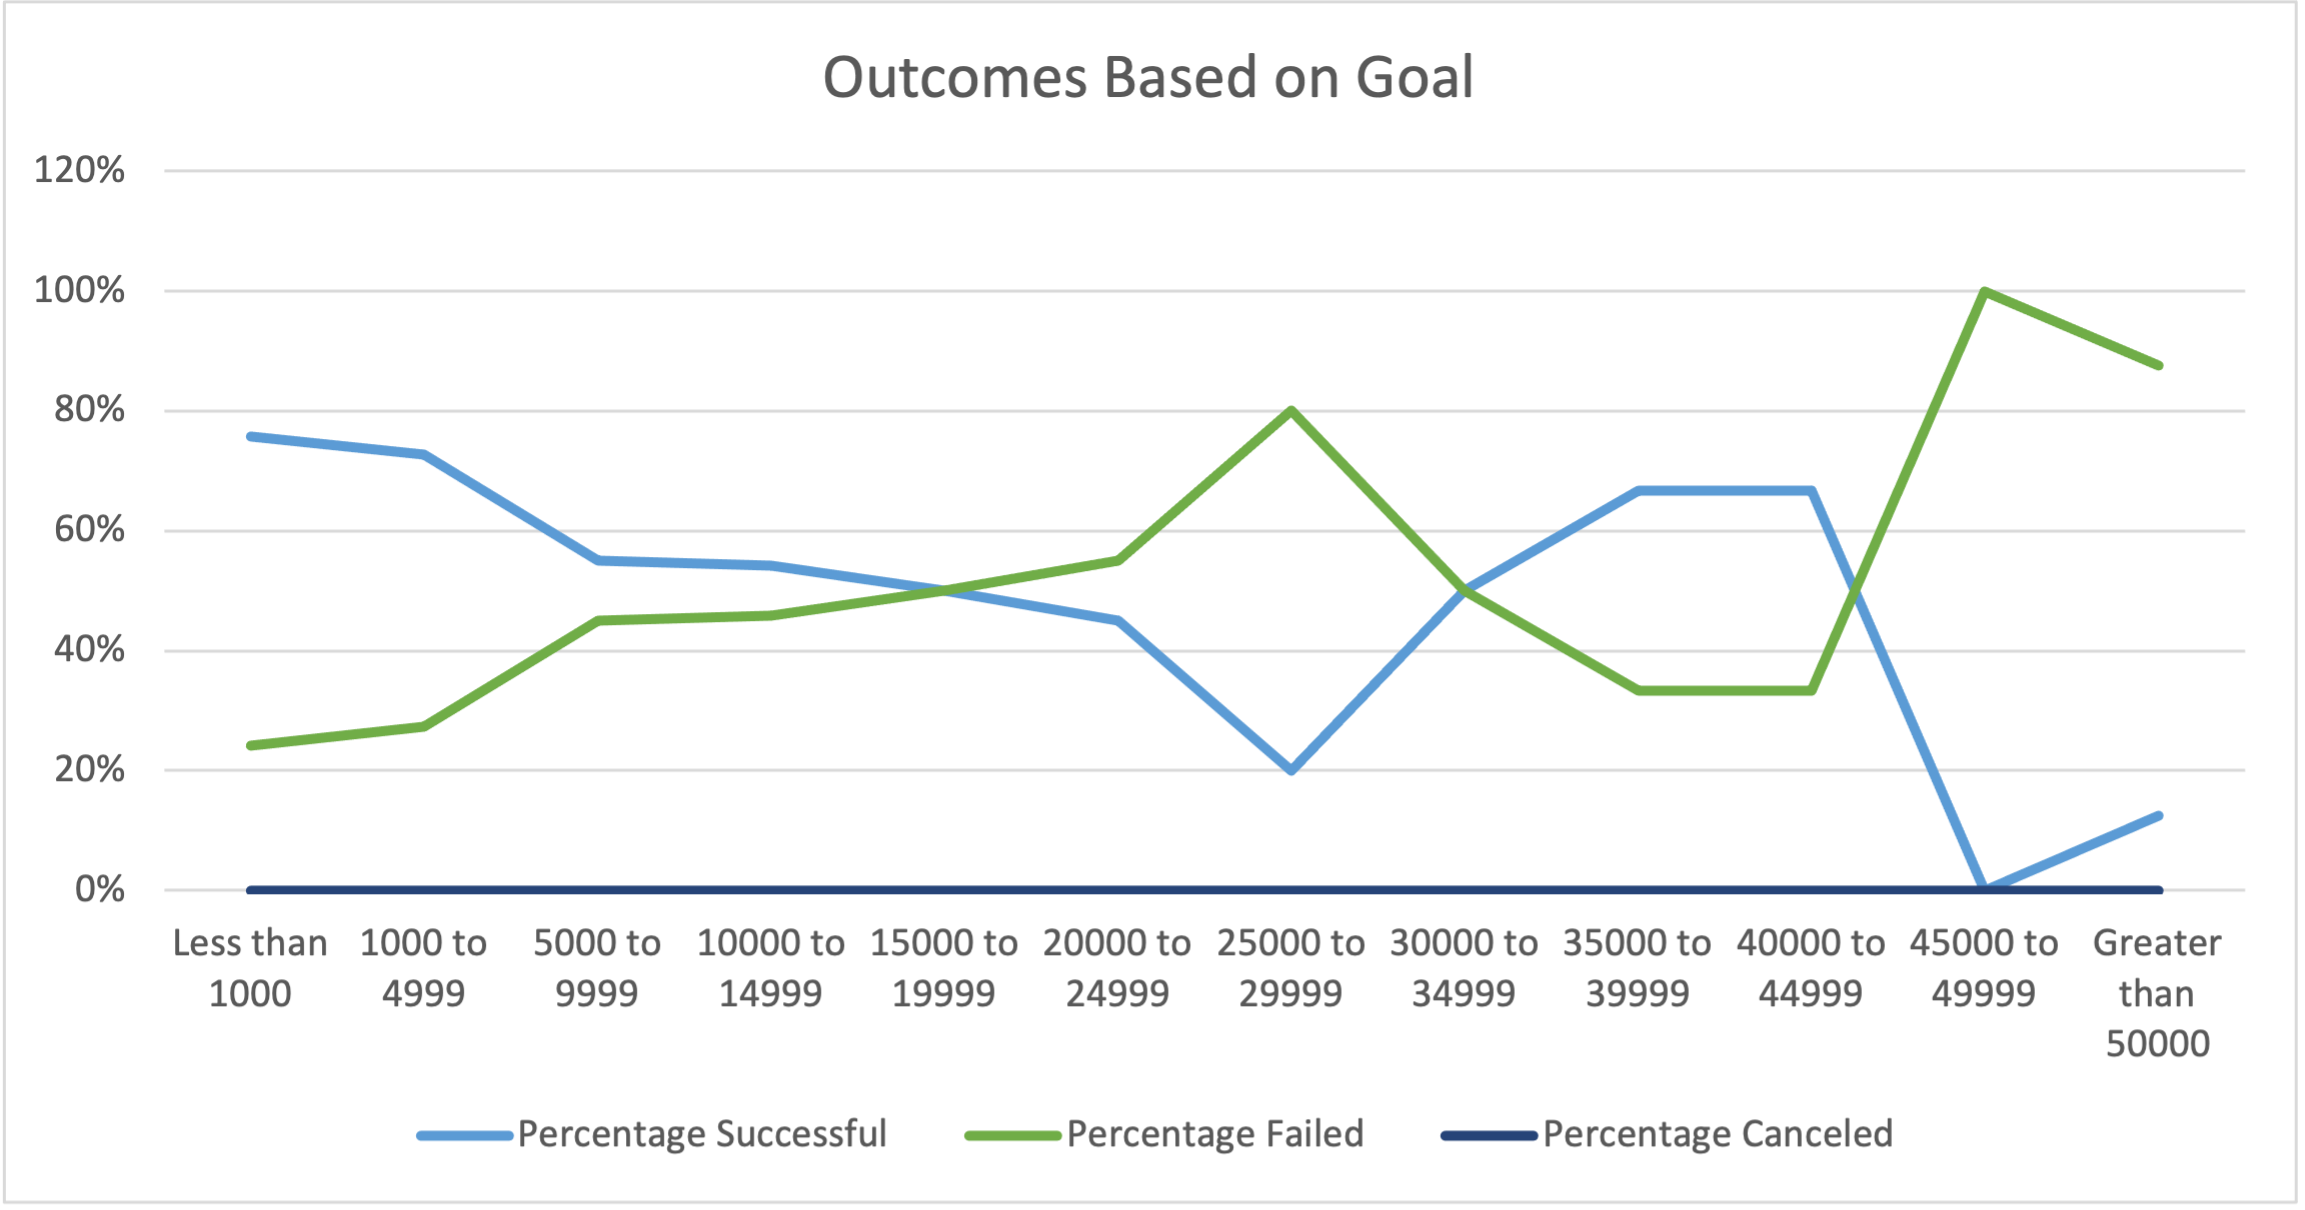 Outcomes Based on Goal
120%
100%
80%
60%
40%
20%
0%
Less than 1000 to 5000 to 10000 to 15000 to 20000 to 25000 to 30000 to 35000 to 40000 to 45000 to Greater
1000 4999 9999 14999 19999 24999 29999 34999 39999 44999 49999 than
50000
Percentage Successful Percentage Failed Percentage Canceled